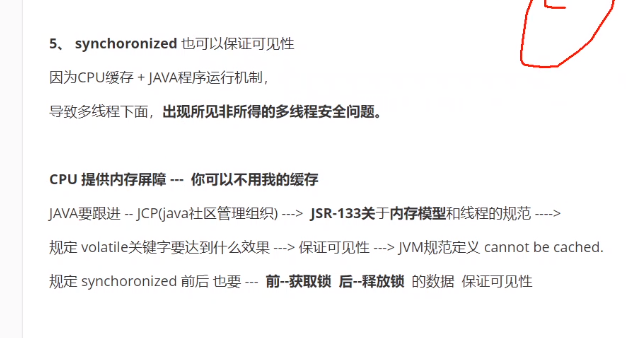 5、 synchoronized 也可以保证可见性
因为CPU缓存 + JAVA程序运行机制，
导致多线程下面，出现所见非所得的多线程安全问题。
CPU 提供内存屏障 --- 你可以不用我的缓存
JAVA要跟进 -- JCP(java社区管理组织) ---> JSR-133关于内存模型和线程的规范 ---->
规定 volatile关键字要达到什么效果 ---> 保证可见性 ---> JVM规范定义 cannot be cached.
规定 synchoronized 前后 也要 --- 前--获取锁 后--释放锁 的数据 保证可见性